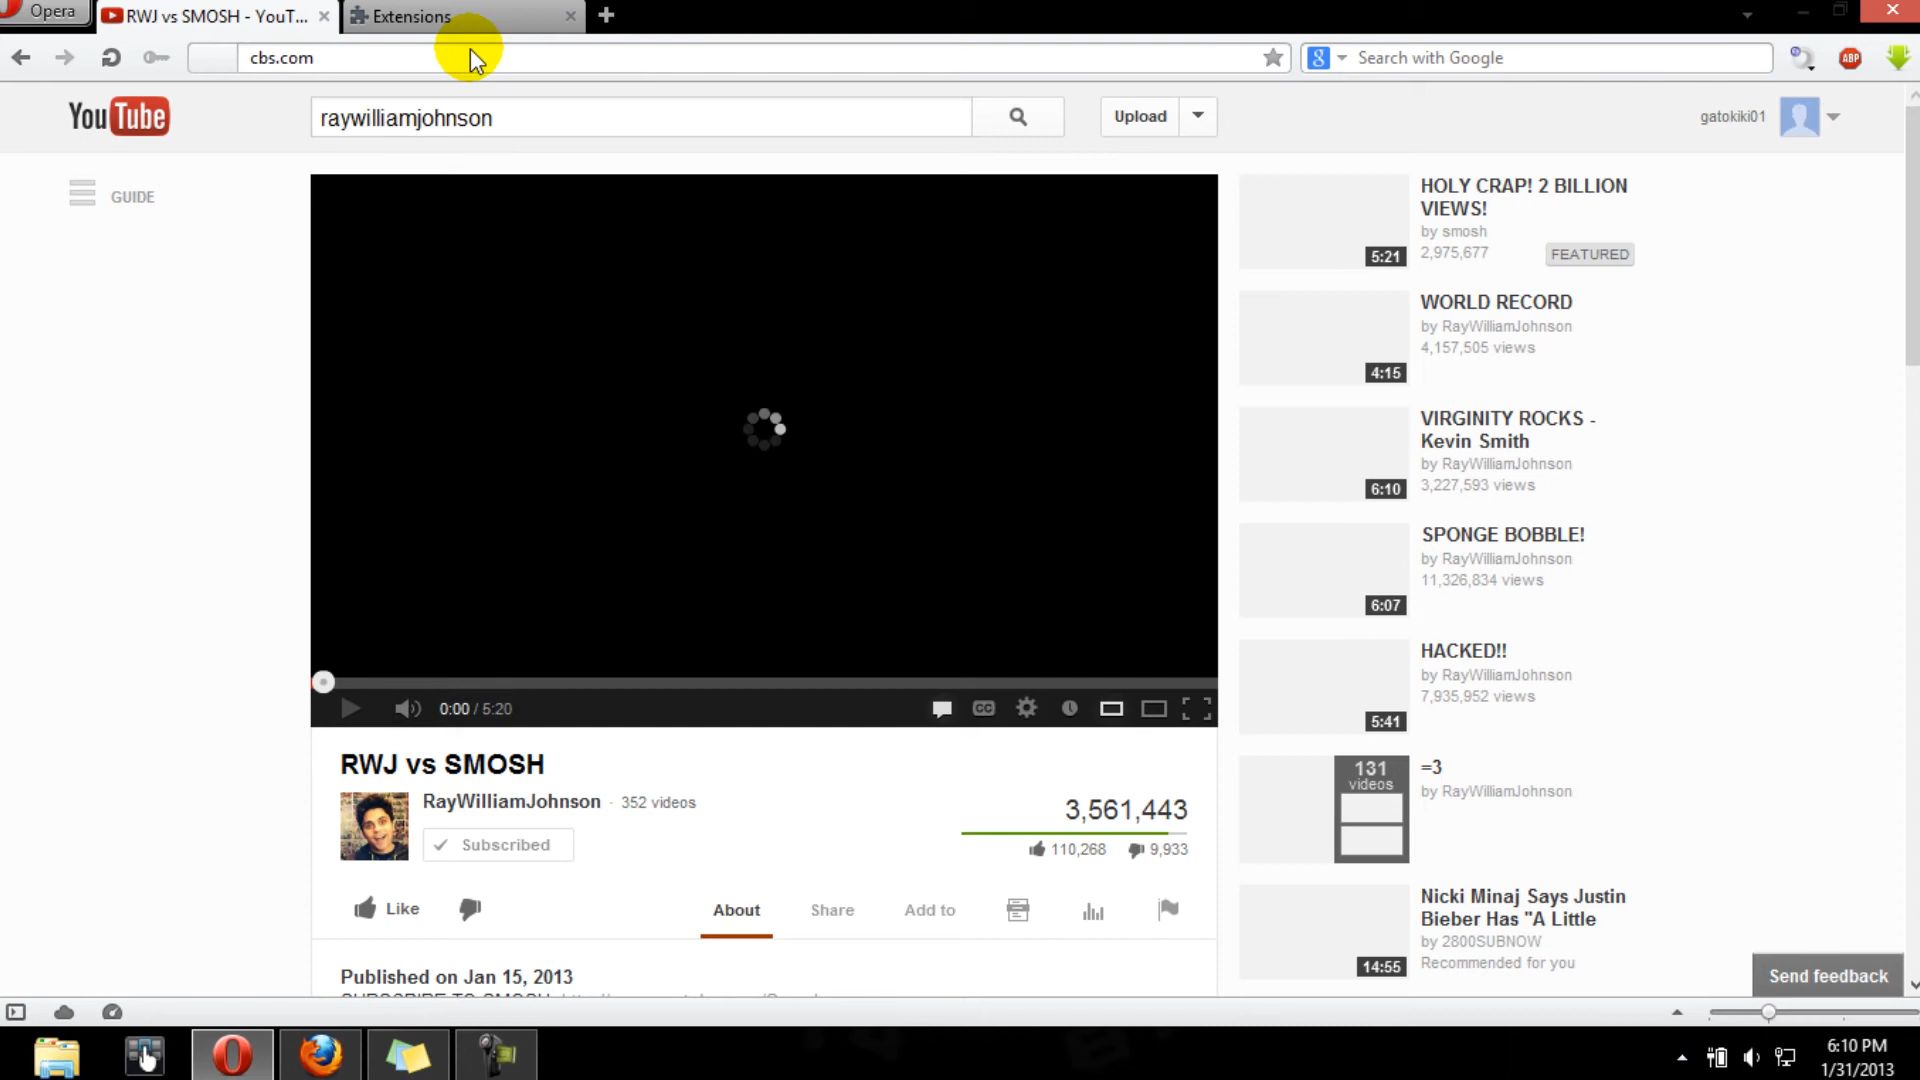 Opera
RWJ vs SMOSH - YouT...
Extensions
cbs.com
Search with Google
ABP
YouTube
raywilliamjohnson
Upload
gatokiki01
GUIDE
HOLY CRAP! 2 BILLION
VIEWS!
by smosh
2,975,677
FEATURED
5:21
WORLD RECORD
by RayWilliamJohnson
4,157,505 views
4:15
VIRGINITY ROCKS -
Kevin Smith
by RayWilliamJohnson
3,227,593 views
6:10
SPONGE BOBBLE!
by RayWilliamJohnson
11,326,834 views
6:07
HACKED!!
by RayWilliamJohnson
7,935,952 views
5:41
131
videos
=3
by RayWilliamJohnson
Nicki Minaj Says Justin
Bieber Has "A Little
by 2800SUBNOW
Recommended for you
14:55
0:00 / 5:20
CC
RWJ vs SMOSH
RayWilliamJohnson · 352 videos
Subscribed
3,561,443
110,268 9,933
Like
About
Share
Add to
Published on Jan 15, 2013
Send feedback
6:10 PM
1/31/2013